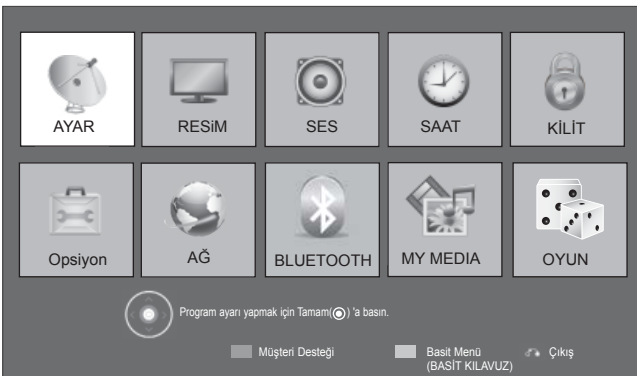 AYAR RESiM SES SAAT KİLİT
Opsiyon AĞ BLUETOOTH MY MEDIA OYUN
Program ayarı yapmak için Tamam(◉) 'a basın.
Müşteri Desteği Basit Menü Çıkış
(BASİT KILAVUZ)